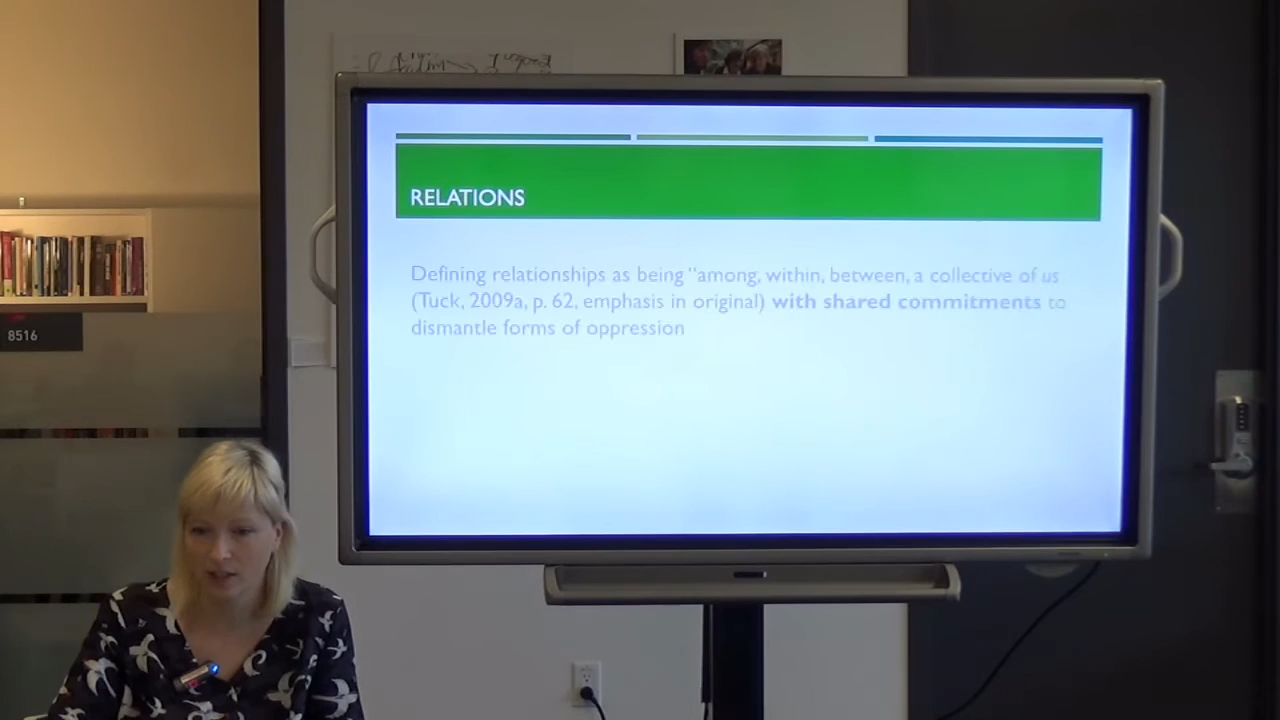 RELATIONS
Defining relationships as being “among, within, between, a collective of us
(Tuck, 2009a, p. 62, emphasis in original) with shared commitments to
dismantle forms of oppression
8516